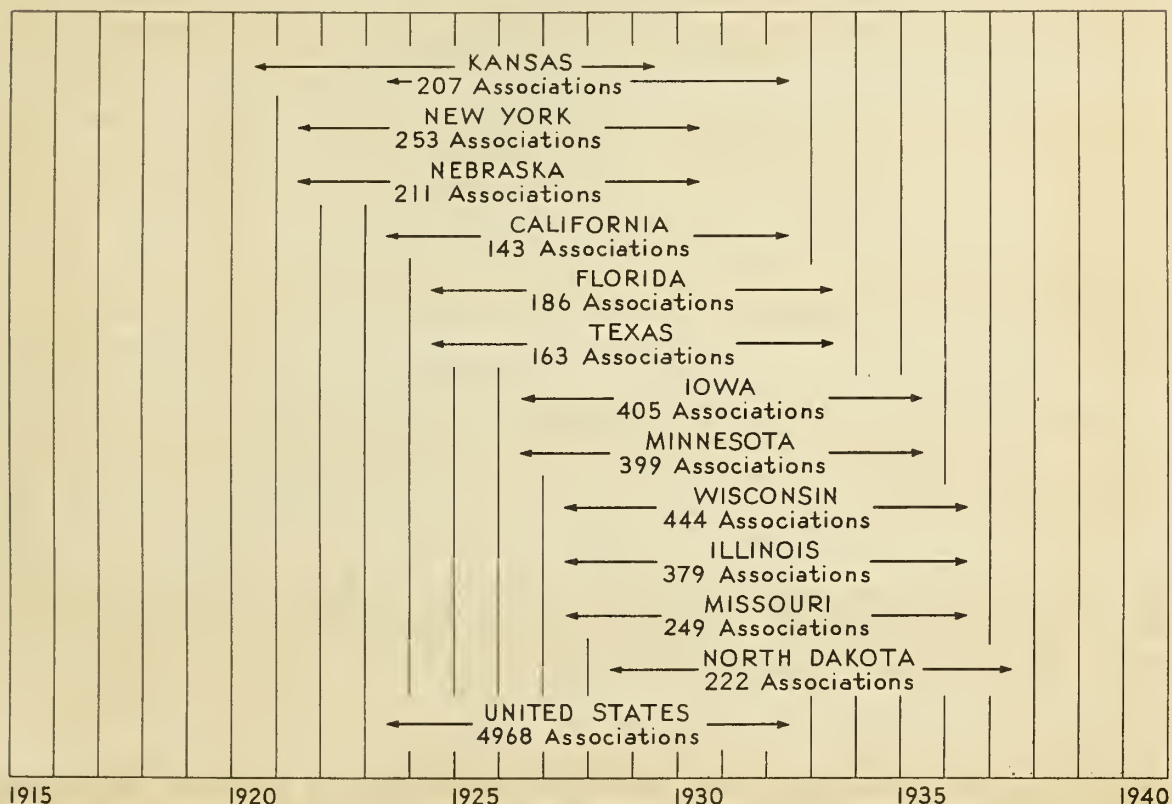 KANSAS
207 Associations
NEW YORK
253 Associations
NEBRASKA
211 Associations
CALIFORNIA
143 Associations
FLORIDA
186 Associations
TEXAS
163 Associations
IOWA
405 Associations
MINNESOTA
399 Associations
WISCONSIN
444 Associations
ILLINOIS
379 Associations
MISSOURI
249 Associations
NORTH DAKOTA
222 Associations
UNITED STATES
4968 Associations
1915 1920 1925 1930 1935 1940